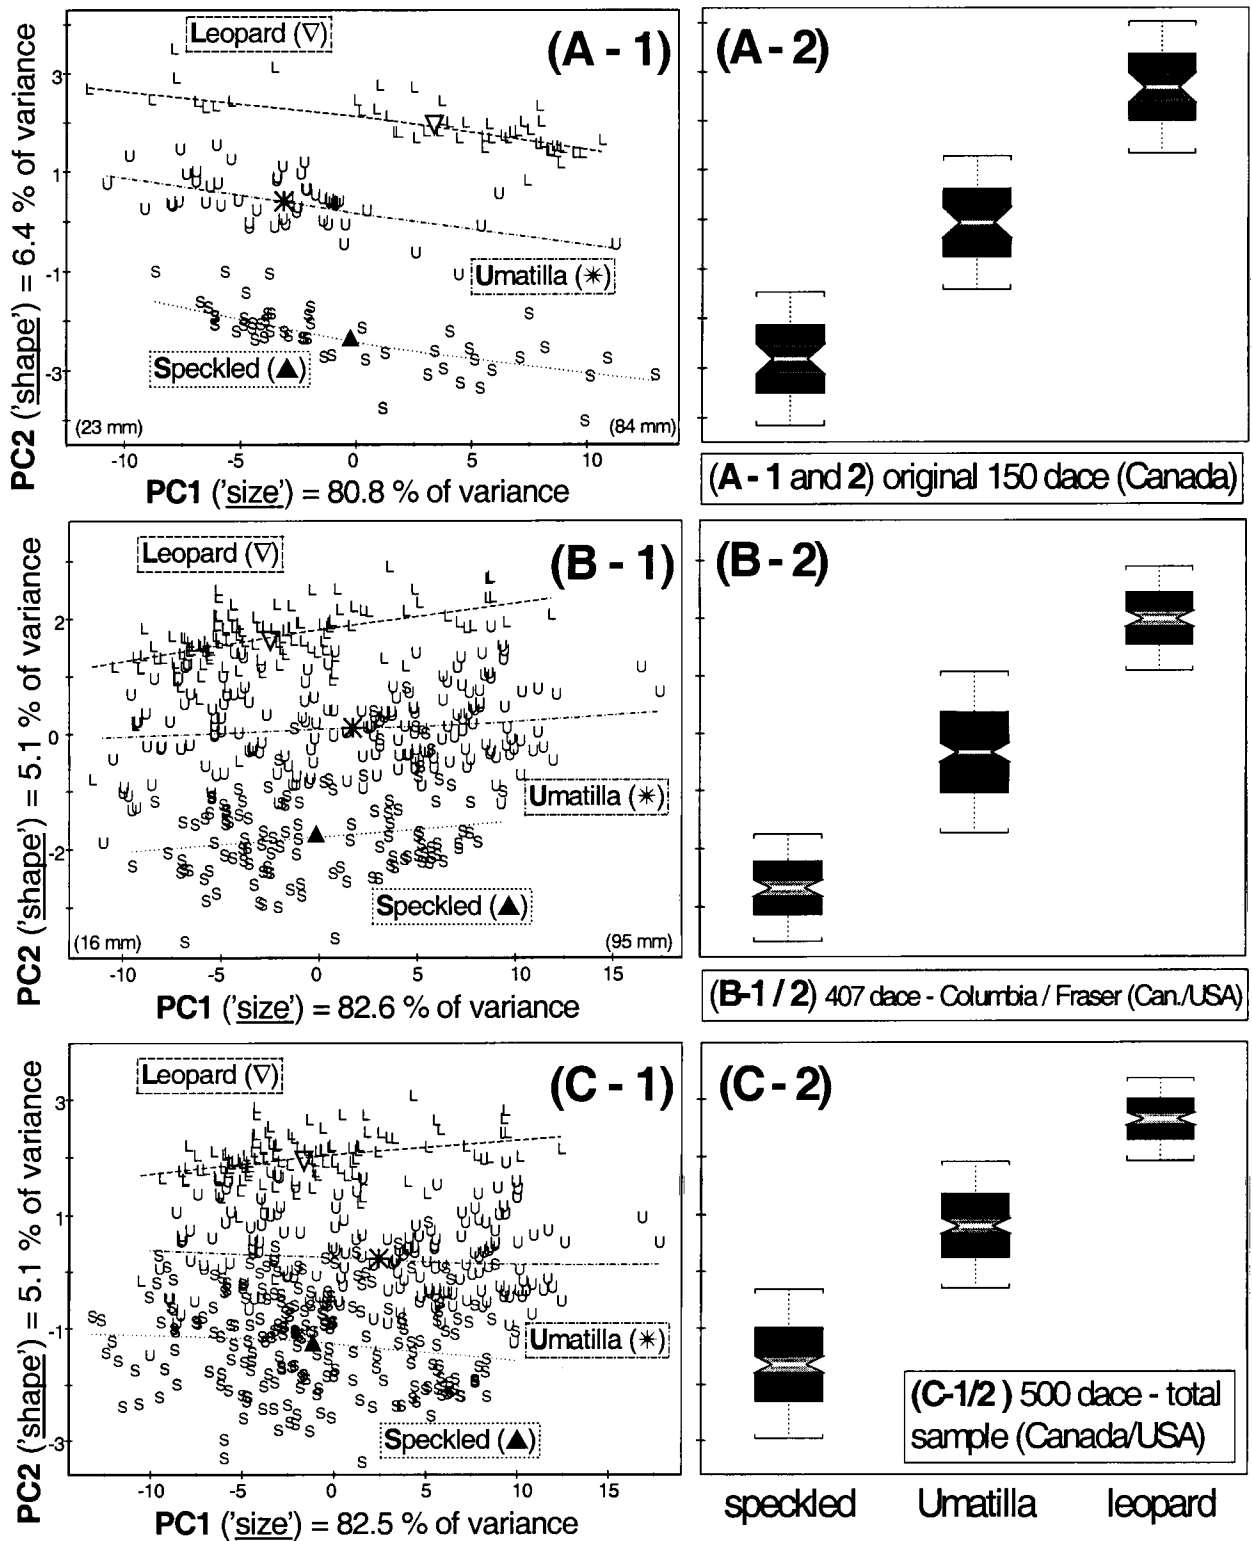 Leopard (▽)
(A - 1)
3
1
-1
-3
PC2 ('shape') = 6.4 % of variance
Umatilla (✳)
Speckled (▲)
(23 mm)
(84 mm)
-10
-5
0
5
10
PC1 ('size') = 80.8 % of variance
(A - 2)
(A - 1 and 2) original 150 dace (Canada)
Leopard (▽)
(B - 1)
2
0
-2
PC2 ('shape') = 5.1 % of variance
Umatilla (✳)
Speckled (▲)
(16 mm)
(95 mm)
-10
-5
0
5
10
15
PC1 ('size') = 82.6 % of variance
(B - 2)
(B-1 / 2) 407 dace - Columbia / Fraser (Can./USA)
Leopard (▽)
(C - 1)
3
1
-1
-3
PC2 ('shape') = 5.1 % of variance
Umatilla (✳)
Speckled (▲)
-10
-5
0
5
10
15
PC1 ('size') = 82.5 % of variance
(C - 2)
(C-1/2 ) 500 dace - total
sample (Canada/USA)
speckled
Umatilla
leopard